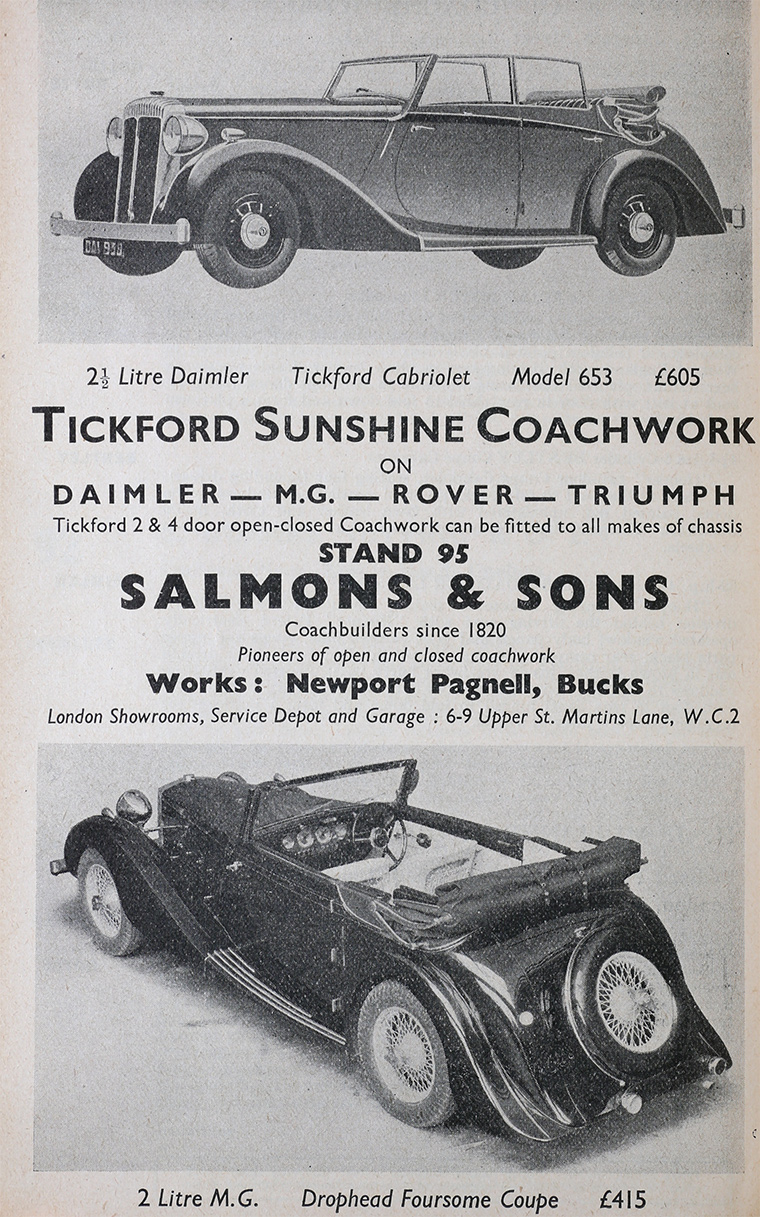 DAI 938
2½ Litre Daimler Tickford Cabriolet Model 653 £605
TICKFORD SUNSHINE COACHWORK
ON
DAIMLER — M.G. — ROVER — TRIUMPH
Tickford 2 & 4 door open-closed Coachwork can be fitted to all makes of chassis
STAND 95
SALMONS & SONS
Coachbuilders since 1820
Pioneers of open and closed coachwork
Works: Newport Pagnell, Bucks
London Showrooms, Service Depot and Garage : 6-9 Upper St. Martins Lane, W.C.2
2 Litre M.G. Drophead Foursome Coupe £415